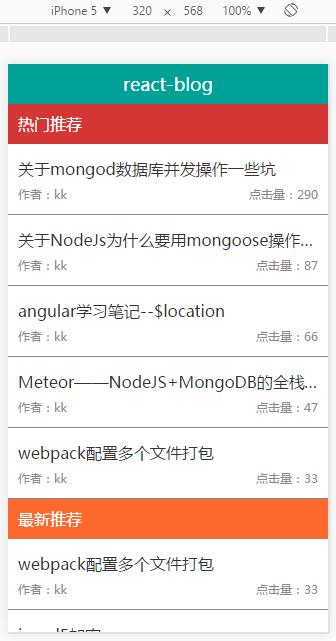 iPhone 5 ▼ 320 × 568 100% ▼
react-blog
热门推荐
关于mongod数据库并发操作一些坑
作者：kk 点击量：290
关于NodeJs为什么要用mongoose操作...
作者：kk 点击量：87
angular学习笔记--$location
作者：kk 点击量：66
Meteor——NodeJS+MongoDB的全栈...
作者：kk 点击量：47
webpack配置多个文件打包
作者：kk 点击量：33
最新推荐
webpack配置多个文件打包
作者：kk 点击量：33